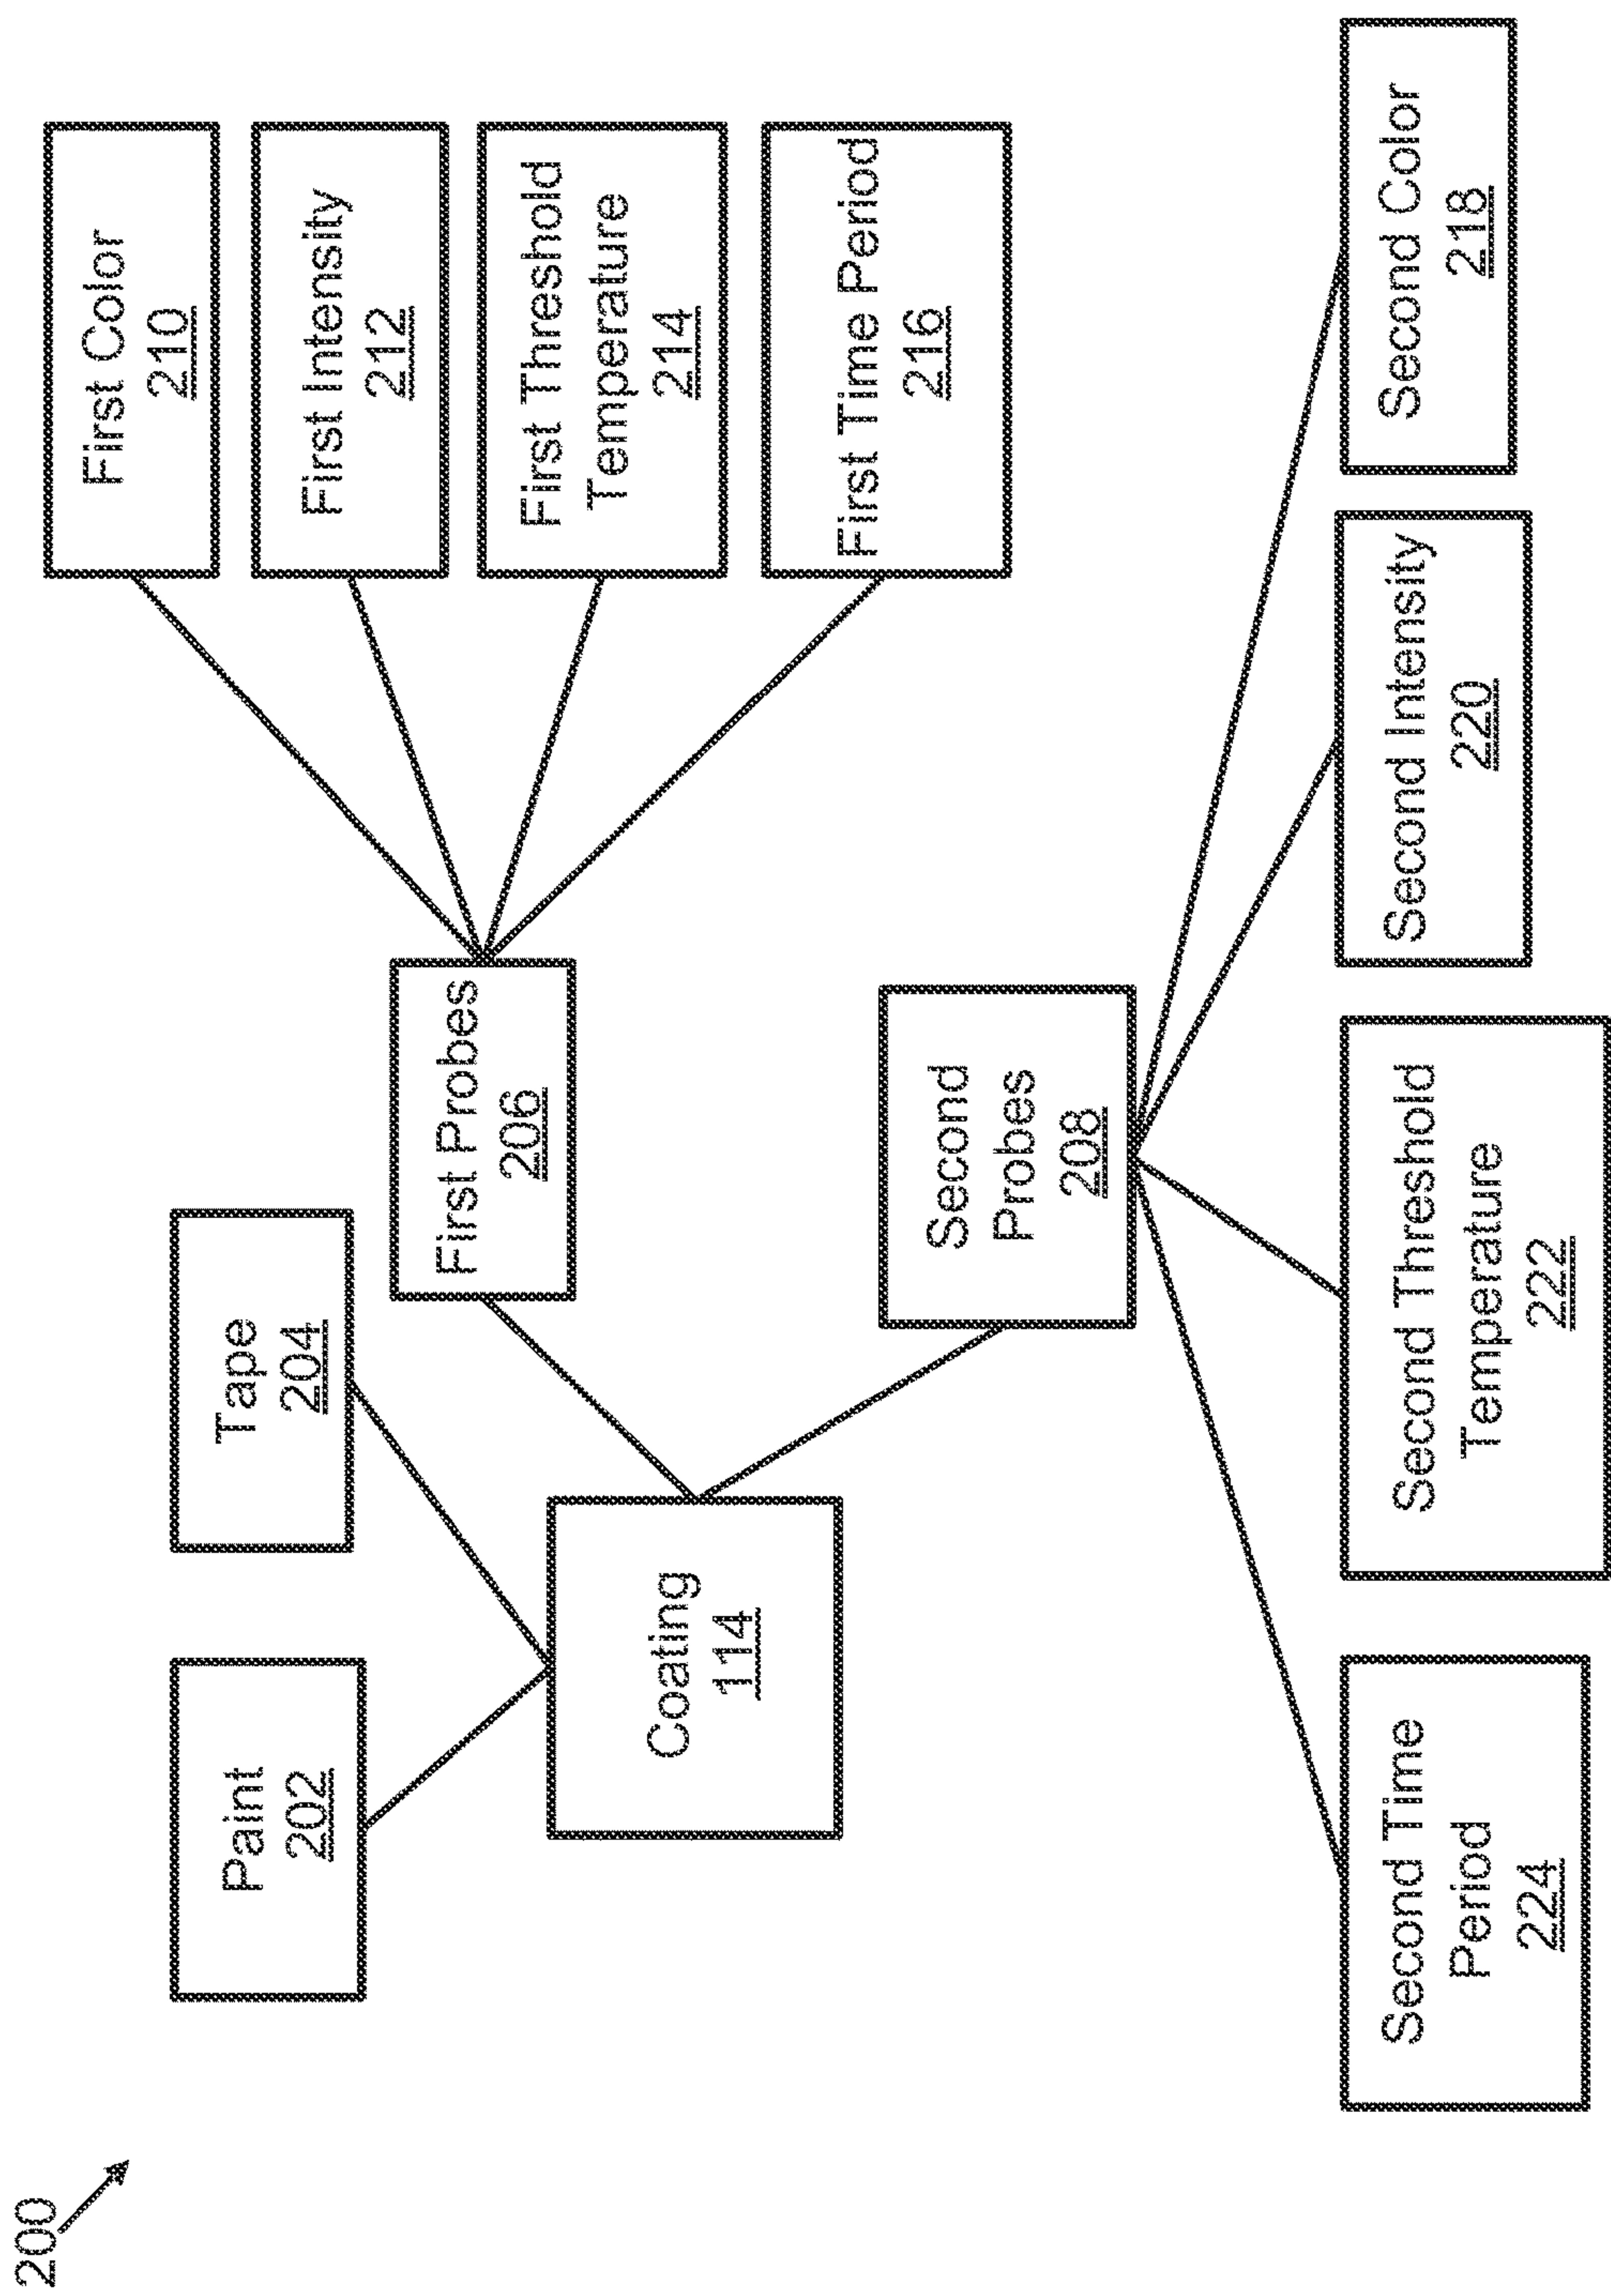 200
Paint
202
Tape
204
Coating
114
First Probes
206
Second
Probes
208
First Color
210
First Intensity
212
First Threshold
Temperature
214
First Time Period
216
Second Time
Period
224
Second Threshold
Temperature
222
Second Intensity
220
Second Color
218